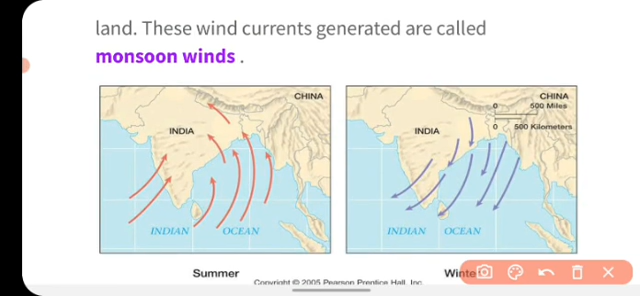 land. These wind currents generated are called
monsoon winds .
CHINA
INDIA
INDIAN OCEAN
CHINA
0 500 Miles
0 500 Kilometers
INDIA
INDIAN OCEAN
Summer
Winte
Copyright © 2005 Pearson Prentice Hall, Inc.